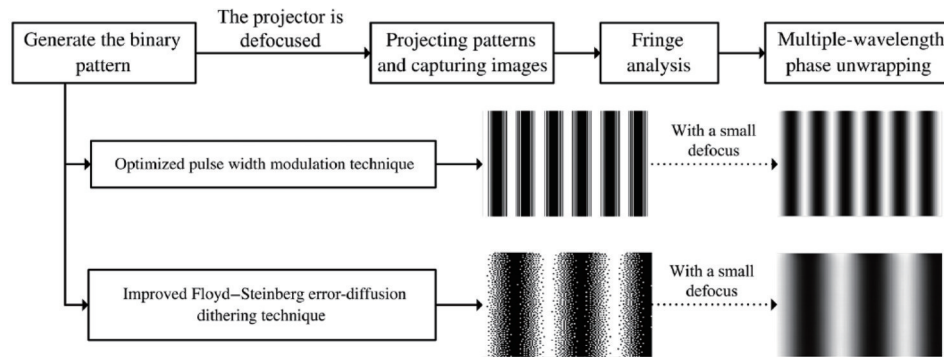 Generate the binary
pattern
The projector is
defocused
Projecting patterns
and capturing images
Fringe
analysis
Multiple-wavelength
phase unwrapping
Optimized pulse width modulation technique
With a small
defocus
Improved Floyd–Steinberg error-diffusion
dithering technique
With a small
defocus